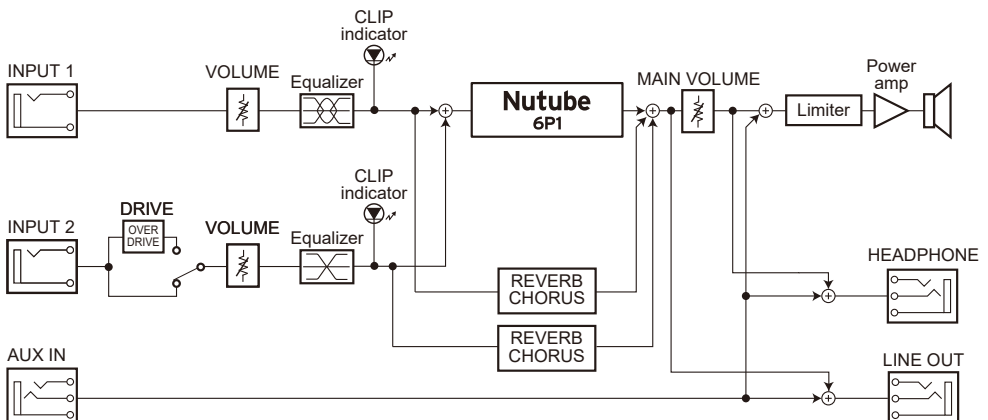 CLIP
indicator
INPUT 1
VOLUME
Equalizer
Nutube
6P1
MAIN VOLUME
Power
amp
Limiter
CLIP
indicator
INPUT 2
DRIVE
OVER
DRIVE
VOLUME
Equalizer
REVERB
CHORUS
HEADPHONE
REVERB
CHORUS
AUX IN
LINE OUT